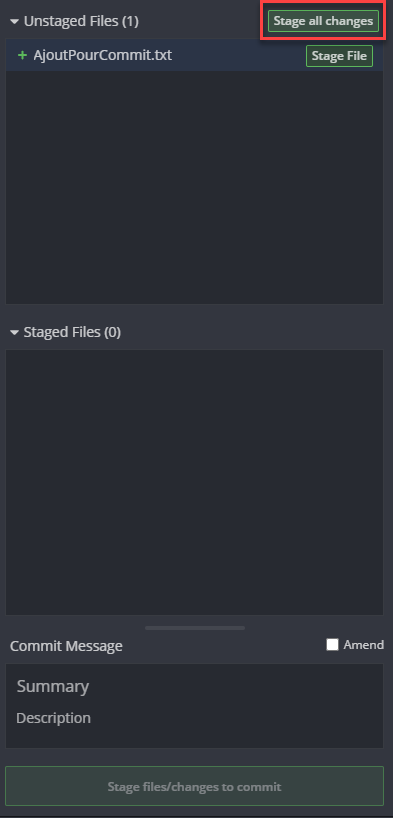 Unstaged Files (1)
Stage all changes
+ AjoutPourCommit.txt
Stage File
Staged Files (0)
Commit Message
Amend
Summary
Description
Stage files/changes to commit